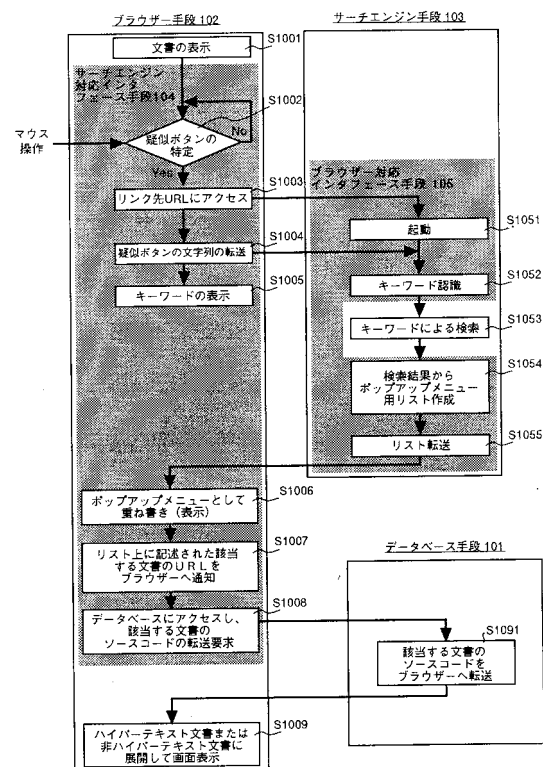 ブラウザー手段102
サーチエンジン手段103
文書の表示
S1001
サーチエンジン
対応インタ
フェース手段104
S1002
マウス
操作
疑似ボタンの
特定
No
Yes
S1003
リンク先URLにアクセス
ブラウザー対応
インタフェース手段105
S1004
S1051
起動
疑似ボタンの文字列の転送
S1005
S1052
キーワード認識
キーワードの表示
S1053
キーワードによる検索
S1054
検索結果から
ポップアップメニュー
用リスト作成
S1055
リスト転送
S1006
ポップアップメニューとして
重ね書き(表示)
S1007
リスト上に記述された該当
する文書のURLを
ブラウザーへ通知
データベース手段101
S1008
データベースにアクセスし、
該当する文書の
ソースコードの転送要求
S1091
該当する文書の
ソースコードを
ブラウザーへ転送
S1009
ハイパーテキスト文書または
非ハイパーテキスト文書に
展開して画面表示